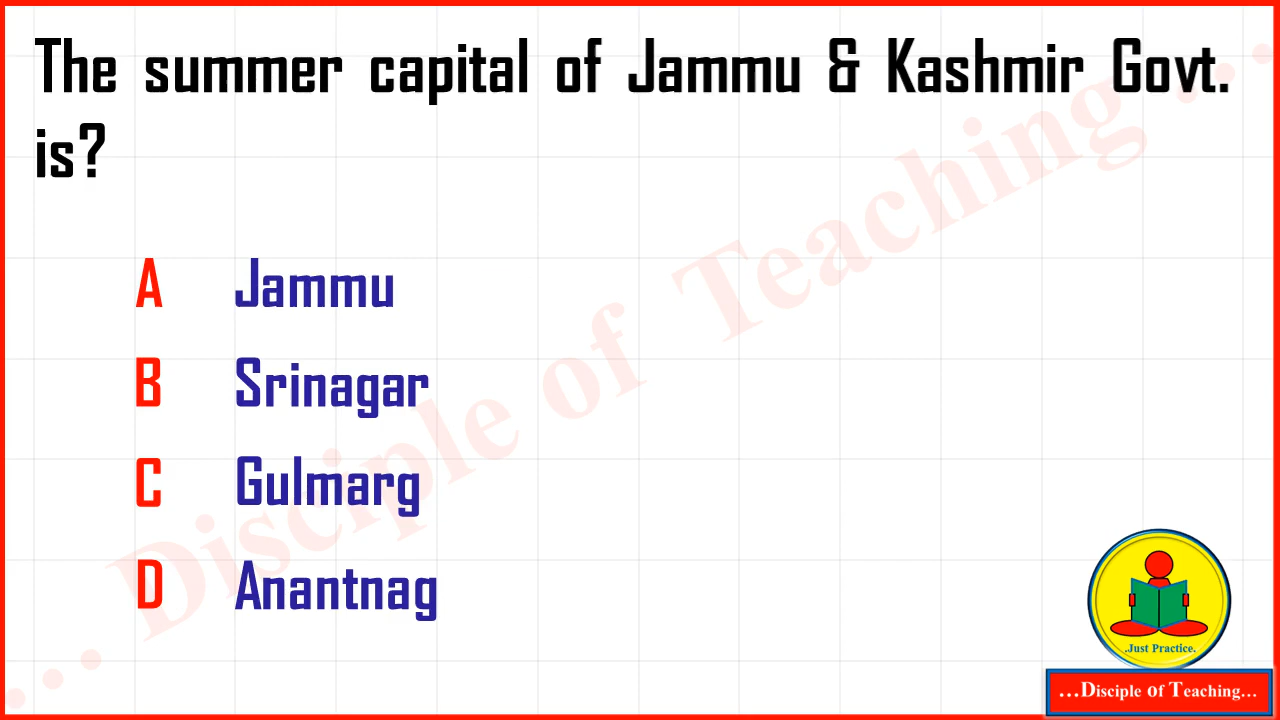 The summer capital of Jammu & Kashmir Govt.
is?
A Jammu
B Srinagar
C Gulmarg
D Anantnag
... Disciple of Teaching ...
.Just Practice.
...Disciple of Teaching...